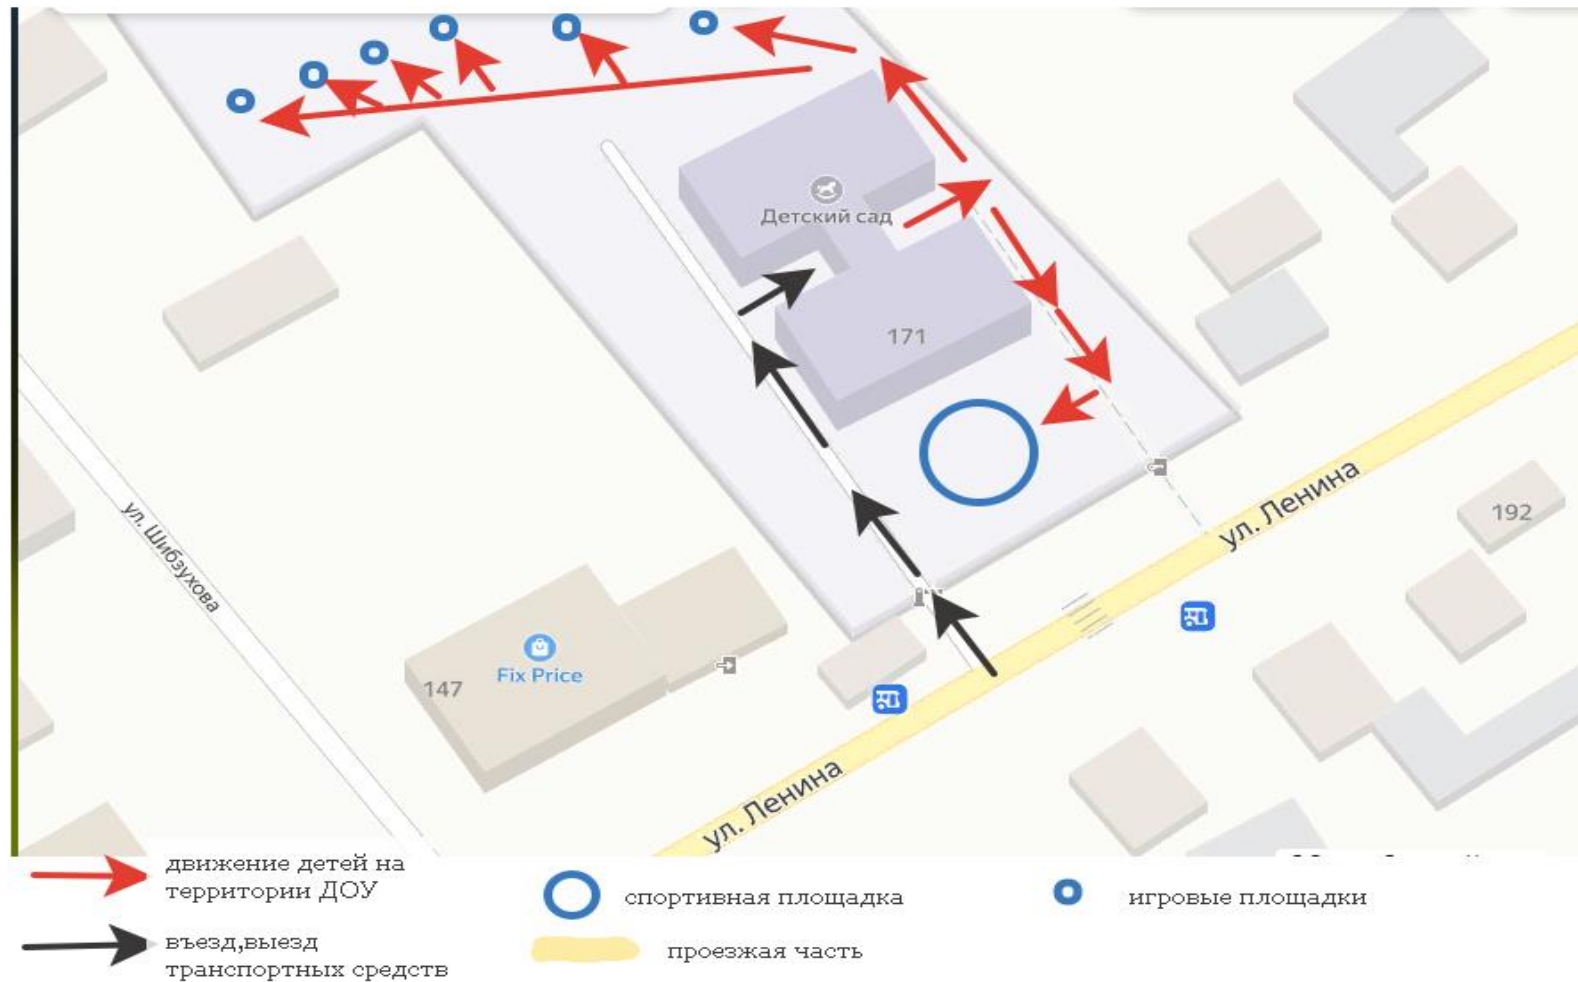 Детский сад
171
ул. Ленина
192
ул. Шибзухова
Fix Price
147
ул. Ленина
движение детей на
территории ДОУ
спортивная площадка
игровые площадки
въезд,выезд
транспортных средств
проезжая часть